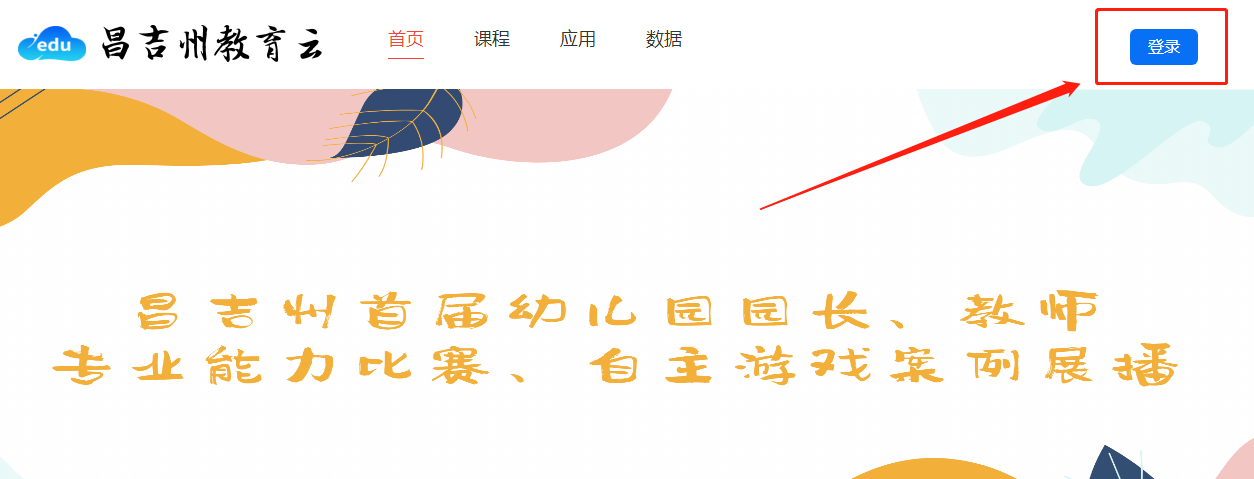 edu 昌吉州教育云 首页 课程 应用 数据 登录
昌吉州首届幼儿园园长、教师
专业能力比赛、自主游戏案例展播